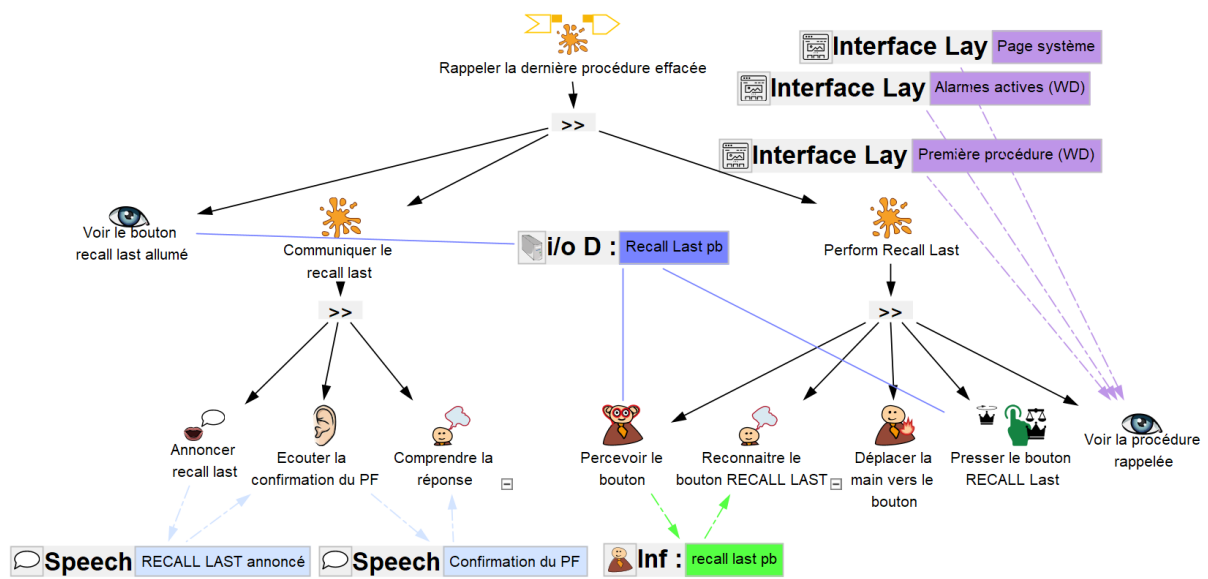 Interface Lay Page système
Rappeler la dernière procédure effacée
Interface Lay Alarmes actives (WD)
>>
Interface Lay Première procédure (WD)
Voir le bouton
recall last allumé
Communiquer le
recall last
i/o D : Recall Last pb
Perform Recall Last
>>
>>
Annoncer
recall last
Ecouter la
confirmation du PF
Comprendre la
réponse
Percevoir le
bouton
Reconnaitre le
bouton RECALL LAST
Déplacer la
main vers le
bouton
Presser le bouton
RECALL Last
Voir la procédure
rappelée
Speech RECALL LAST annoncé
Speech Confirmation du PF
Inf : recall last pb